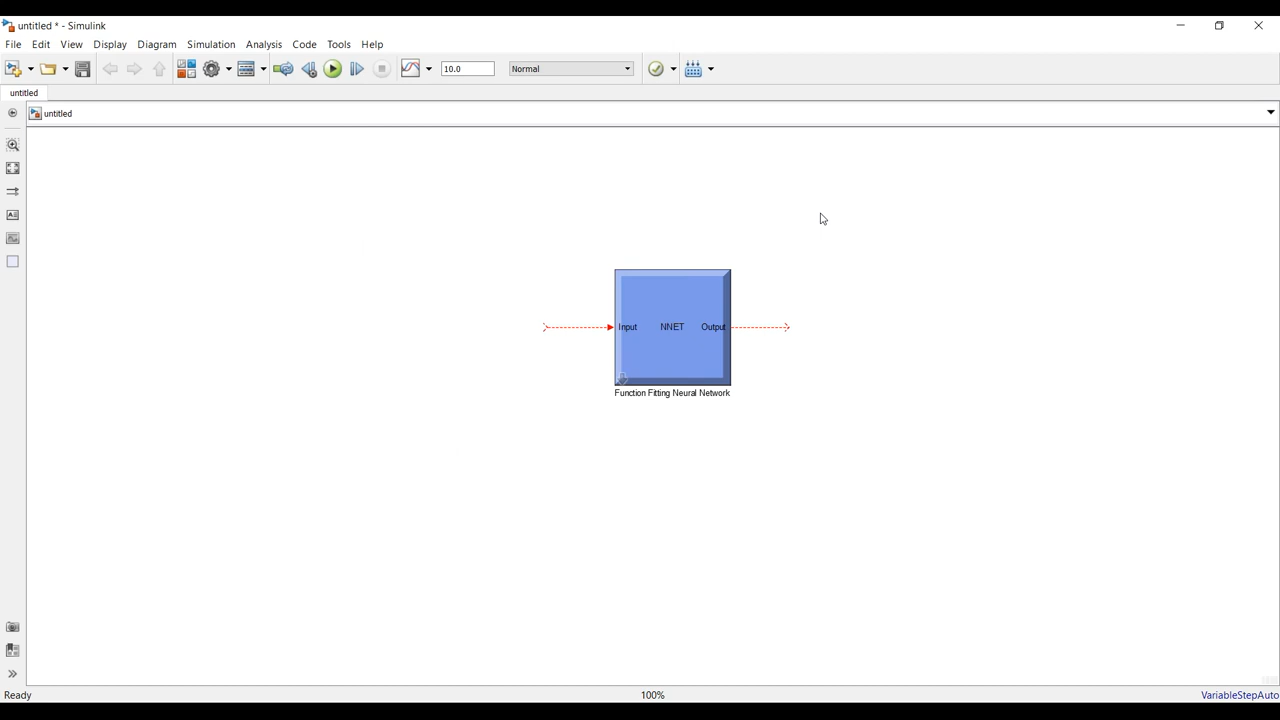 untitled * - Simulink
File Edit View Display Diagram Simulation Analysis Code Tools Help
10.0 Normal
untitled
untitled
Input NNET Output
Function Fitting Neural Network
Ready 100% VariableStepAuto